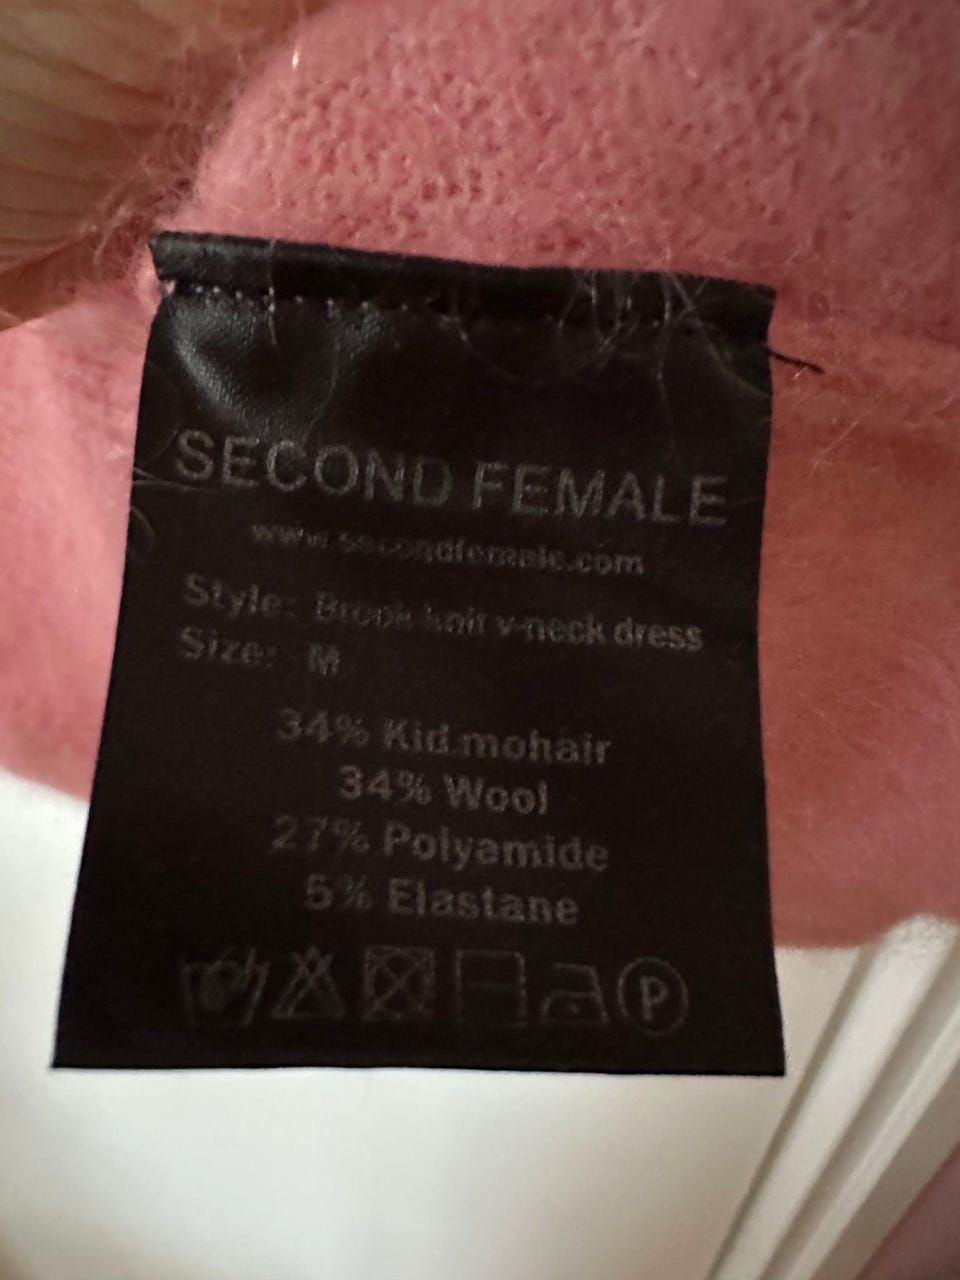 SECOND FEMALE
www.secondfemale.com
Style: Brook knit v-neck dress
Size: M
34% Kid mohair
34% Wool
27% Polyamide
5% Elastane
P